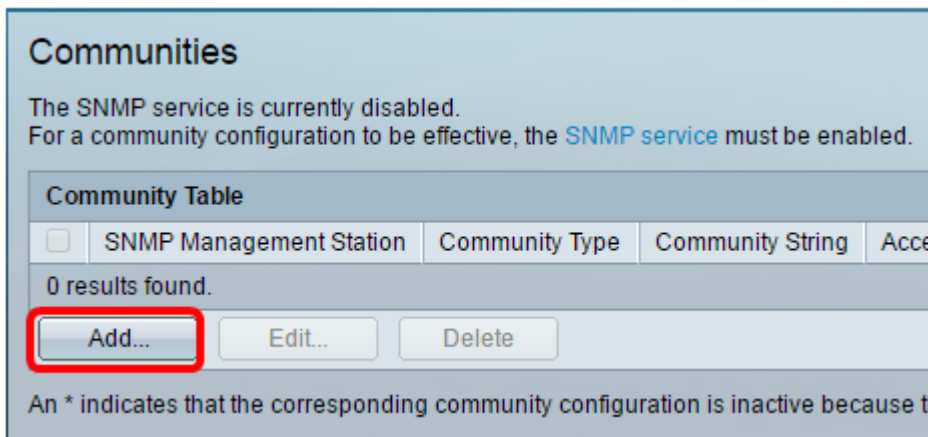 Communities
The SNMP service is currently disabled.
For a community configuration to be effective, the SNMP service must be enabled.
Community Table
SNMP Management Station Community Type Community String
0 results found.
Add... Edit... Delete
An * indicates that the corresponding community configuration is inactive because